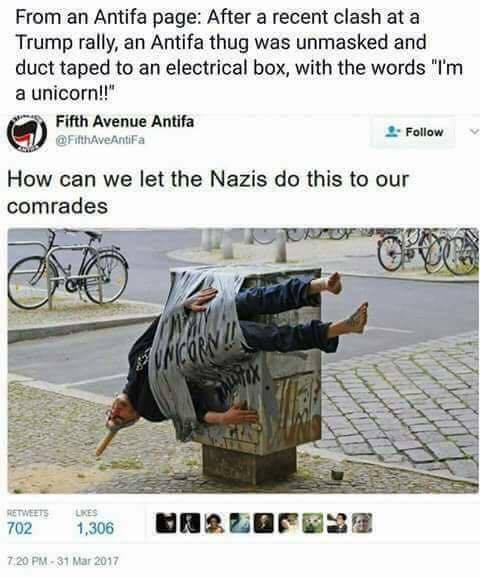 From an Antifa page: After a recent clash at a
Trump rally, an Antifa thug was unmasked and
duct taped to an electrical box, with the words "I'm
a unicorn!!"
Fifth Avenue Antifa
@FifthAveAntiFa
Follow
How can we let the Nazis do this to our
comrades
UNICORN!!
RETWEETS
LIKES
702
1,306
7:20 PM - 31 Mar 2017